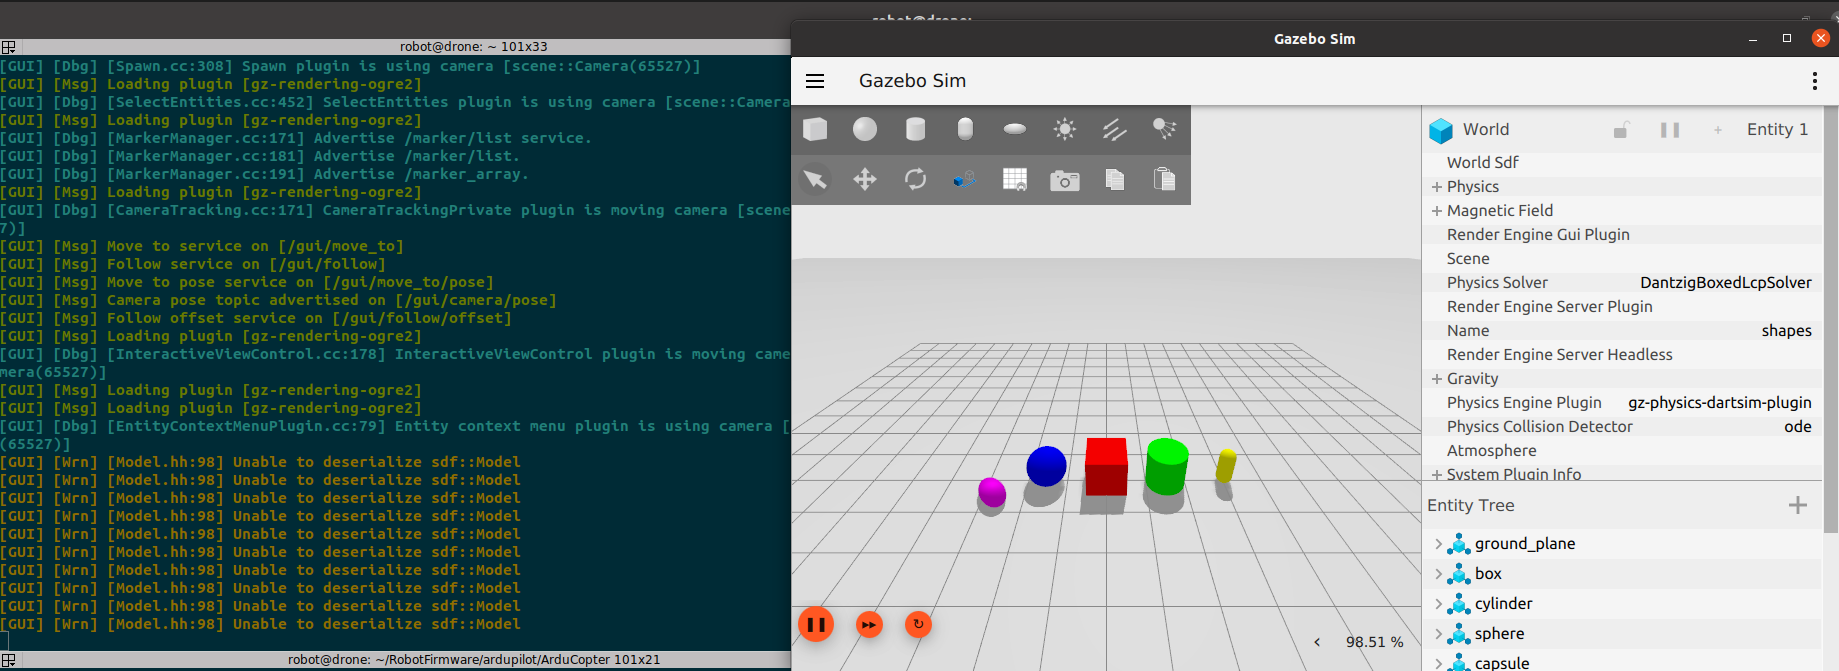 robot@drone: ~ 101x33
[GUI] [Dbg] [Spawn.cc:308] Spawn plugin is using camera [scene::Camera(65527)]
[GUI] [Msg] Loading plugin [gz-rendering-ogre2]
[GUI] [Dbg] [SelectEntities.cc:452] SelectEntities plugin is using camera [scene::Camera
[GUI] [Msg] Loading plugin [gz-rendering-ogre2]
[GUI] [Dbg] [MarkerManager.cc:171] Advertise /marker/list service.
[GUI] [Dbg] [MarkerManager.cc:181] Advertise /marker/list.
[GUI] [Dbg] [MarkerManager.cc:191] Advertise /marker_array.
[GUI] [Msg] Loading plugin [gz-rendering-ogre2]
[GUI] [Dbg] [CameraTracking.cc:171] CameraTrackingPrivate plugin is moving camera [scene
7)]
[GUI] [Msg] Move to service on [/gui/move_to]
[GUI] [Msg] Follow service on [/gui/follow]
[GUI] [Msg] Move to pose service on [/gui/move_to/pose]
[GUI] [Msg] Camera pose topic advertised on [/gui/camera/pose]
[GUI] [Msg] Follow offset service on [/gui/follow/offset]
[GUI] [Msg] Loading plugin [gz-rendering-ogre2]
[GUI] [Dbg] [InteractiveViewControl.cc:178] InteractiveViewControl plugin is moving came
mera(65527)]
[GUI] [Msg] Loading plugin [gz-rendering-ogre2]
[GUI] [Msg] Loading plugin [gz-rendering-ogre2]
[GUI] [Dbg] [EntityContextMenuPlugin.cc:79] Entity context menu plugin is using camera [
(65527)]
[GUI] [Wrn] [Model.hh:98] Unable to deserialize sdf::Model
[GUI] [Wrn] [Model.hh:98] Unable to deserialize sdf::Model
[GUI] [Wrn] [Model.hh:98] Unable to deserialize sdf::Model
[GUI] [Wrn] [Model.hh:98] Unable to deserialize sdf::Model
[GUI] [Wrn] [Model.hh:98] Unable to deserialize sdf::Model
[GUI] [Wrn] [Model.hh:98] Unable to deserialize sdf::Model
[GUI] [Wrn] [Model.hh:98] Unable to deserialize sdf::Model
[GUI] [Wrn] [Model.hh:98] Unable to deserialize sdf::Model
[GUI] [Wrn] [Model.hh:98] Unable to deserialize sdf::Model
[GUI] [Wrn] [Model.hh:98] Unable to deserialize sdf::Model
robot@drone: ~/RobotFirmware/ardupilot/ArduCopter 101x21
robot@drone:
Gazebo Sim
Gazebo Sim
98.51 %
World Entity 1
World Sdf
Physics
Magnetic Field
Render Engine Gui Plugin
Scene
Physics Solver DantzigBoxedLcpSolver
Render Engine Server Plugin
Name shapes
Render Engine Server Headless
Gravity
Physics Engine Plugin gz-physics-dartsim-plugin
Physics Collision Detector ode
Atmosphere
System Plugin Info
Entity Tree
ground_plane
box
cylinder
sphere
capsule